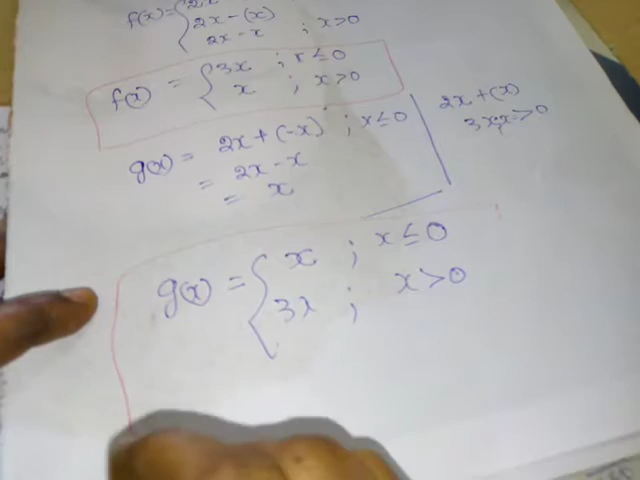 f(x) = { 2x - (x)
2x - x ; x>0
f(x) = { 3x ; x ≤ 0
x ; x>0
g(x) = 2x + (-x) ; x ≤ 0
= 2x - x
= x
2x + (x)
3x; x>0
g(x) = { x ; x ≤ 0
3x ; x>0